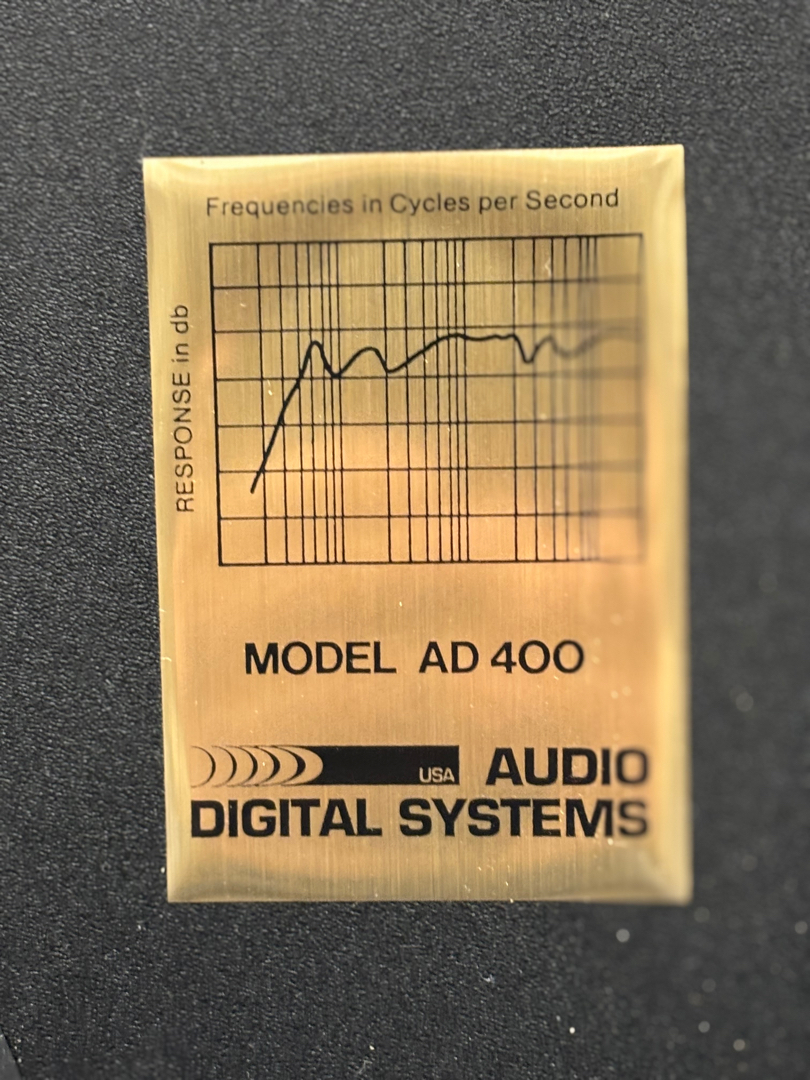 Frequencies in Cycles per Second
RESPONSE in db
MODEL AD 400
USA AUDIO
DIGITAL SYSTEMS